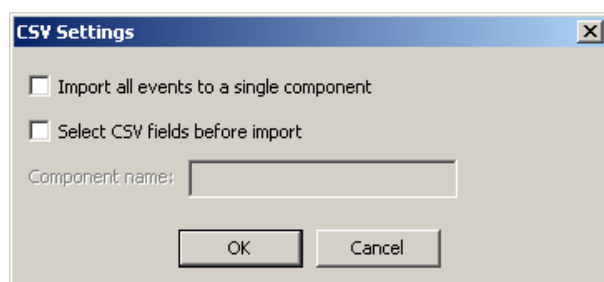 CSV Settings
Import all events to a single component
Select CSV fields before import
Component name:
OK Cancel